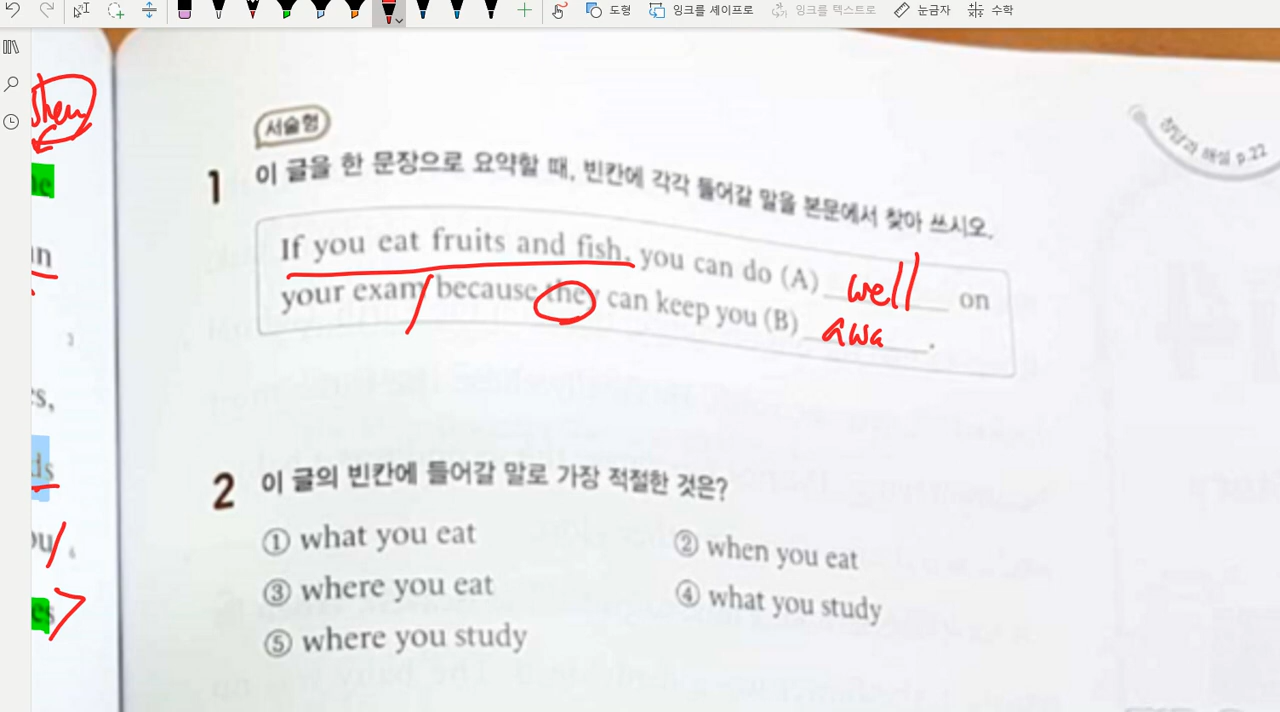 도형
잉크를 셰이프로
잉크를 텍스트로
눈금자
수학
서술형
정답과 해설 p.22
1 이 글을 한 문장으로 요약할 때, 빈칸에 각각 들어갈 말을 본문에서 찾아 쓰시오.
If you eat fruits and fish, you can do (A) well on
your exam because they can keep you (B) awa.
2 이 글의 빈칸에 들어갈 말로 가장 적절한 것은?
① what you eat
② when you eat
③ where you eat
④ what you study
⑤ where you study